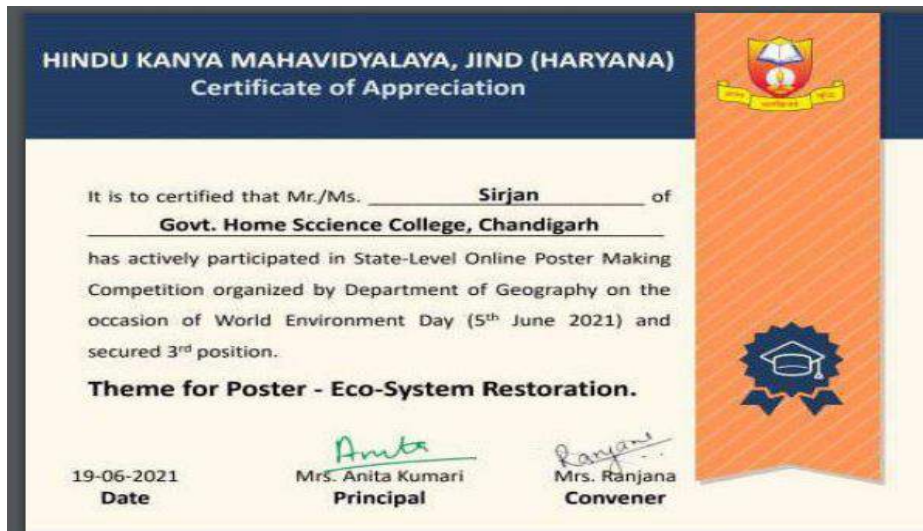 HINDU KANYA MAHAVIDYALAYA, JIND (HARYANA)
Certificate of Appreciation
It is to certified that Mr./Ms. Sirjan of
Govt. Home Sccience College, Chandigarh
has actively participated in State-Level Online Poster Making
Competition organized by Department of Geography on the
occasion of World Environment Day (5th June 2021) and
secured 3rd position.
Theme for Poster - Eco-System Restoration.
Anita
Ranjana
19-06-2021
Mrs. Anita Kumari
Mrs. Ranjana
Date
Principal
Convener